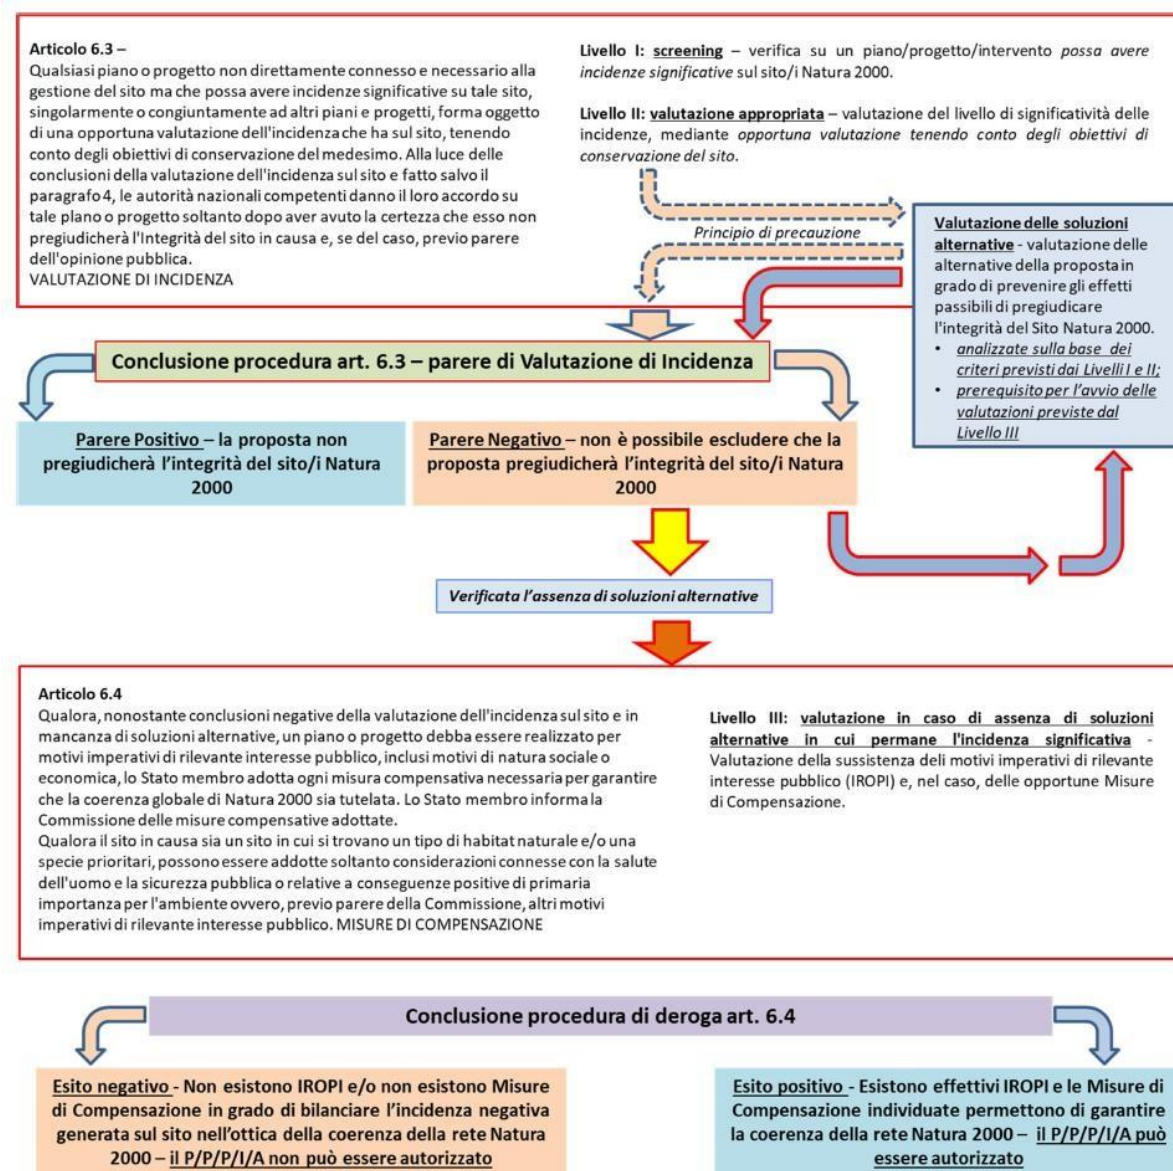 Articolo 6.3 –
Qualsiasi piano o progetto non direttamente connesso e necessario alla
gestione del sito ma che possa avere incidenze significative su tale sito,
singolarmente o congiuntamente ad altri piani e progetti, forma oggetto
di una opportuna valutazione dell'incidenza che ha sul sito, tenendo
conto degli obiettivi di conservazione del medesimo. Alla luce delle
conclusioni della valutazione dell'incidenza sul sito e fatto salvo il
paragrafo 4, le autorità nazionali competenti danno il loro accordo su
tale plano o progetto soltanto dopo aver avuto la certezza che esso non
pregiudicherà l'Integrità del sito in causa e, se del caso, previo parere
dell'opinione pubblica.
VALUTAZIONE DI INCIDENZA
Livello I: screening – verifica su un piano/progetto/intervento possa avere
incidenze significative sul sito/i Natura 2000.
Livello II: valutazione appropriata – valutazione del livello di significatività delle
incidenze, mediante opportuna valutazione tenendo conto degli obiettivi di
conservazione del sito.
Principio di precauzione
Valutazione delle soluzioni
alternative - valutazione delle
alternative della proposta in
grado di prevenire gli effetti
passibili di pregiudicare
l'integrità del Sito Natura 2000.
• analizzate sulla base dei
criteri previsti dai Livelli I e II;
• prerequisito per l'avvio delle
valutazioni previste dal
Livello III
Conclusione procedura art. 6.3 – parere di Valutazione di Incidenza
Parere Positivo – la proposta non
pregiudicherà l'integrità del sito/i Natura
2000
Parere Negativo – non è possibile escludere che la
proposta pregiudicherà l'integrità del sito/i Natura
2000
Verificata l'assenza di soluzioni alternative
Articolo 6.4
Qualora, nonostante conclusioni negative della valutazione dell'incidenza sul sito e in
mancanza di soluzioni alternative, un piano o progetto debba essere realizzato per
motivi imperativi di rilevante interesse pubblico, inclusi motivi di natura sociale o
economica, lo Stato membro adotta ogni misura compensativa necessaria per garantire
che la coerenza globale di Natura 2000 sia tutelata. Lo Stato membro informa la
Commissione delle misure compensative adottate.
Qualora il sito in causa sia un sito in cui si trovano un tipo di habitat naturale e/o una
specie prioritari, possono essere addotte soltanto considerazioni connesse con la salute
dell'uomo e la sicurezza pubblica o relative a conseguenze positive di primaria
importanza per l'ambiente ovvero, previo parere della Commissione, altri motivi
imperativi di rilevante interesse pubblico. MISURE DI COMPENSAZIONE
Livello III: valutazione in caso di assenza di soluzioni
alternative in cui permane l'incidenza significativa -
Valutazione della sussistenza deli motivi imperativi di rilevante
interesse pubblico (IROPI) e, nel caso, delle opportune Misure
di Compensazione.
Conclusione procedura di deroga art. 6.4
Esito negativo - Non esistono IROPI e/o non esistono Misure
di Compensazione in grado di bilanciare l'incidenza negativa
generata sul sito nell'ottica della coerenza della rete Natura
2000 – il P/P/P/I/A non può essere autorizzato
Esito positivo - Esistono effettivi IROPI e le Misure di
Compensazione individuate permettono di garantire
la coerenza della rete Natura 2000 – il P/P/P/I/A può
essere autorizzato